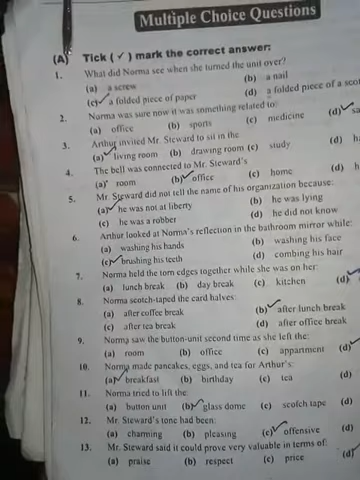 Multiple Choice Questions
(A) Tick ( ✓ ) mark the correct answer:
1. What did Norma see when she turned the unit over?
(a) a screw (b) a nail
(c) a folded piece of paper (d) a folded piece of a
2. Norma was sure now it was something related to:
(a) office (b) sports (c) medicine (d)
3. Arthur invited Mr. Steward to sit in the
(a) living room (b) drawing room (c) study (d)
4. The bell was connected to Mr. Steward's
(a) room (b) office (c) home (d)
5. Mr. Steward did not tell the name of his organization because:
(a) he was not at liberty (b) he was lying
(c) he was a robber (d) he did not know
6. Arthur looked at Norma's reflection in the bathroom mirror while:
(a) washing his hands (b) washing his face
(c) brushing his teeth (d) combing his hair
7. Norma held the torn edges together while she was on her:
(a) lunch break (b) day break (c) kitchen (d)
8. Norma scotch-taped the card halves:
(a) after coffee break (b) after lunch break
(c) after tea break (d) after office break
9. Norma saw the button-unit second time as she left the:
(a) room (b) office (c) appartment (d)
10. Norma made pancakes, eggs, and tea for Arthur's:
(a) breakfast (b) birthday (c) tea (d)
11. Norma tried to lift the:
(a) button unit (b) glass dome (c) scotch tape (d)
12. Mr. Steward's tone had been:
(a) charming (b) pleasing (c) offensive (d)
13. Mr. Steward said it could prove very valuable in terms of:
(a) praise (b) respect (c) price (d)